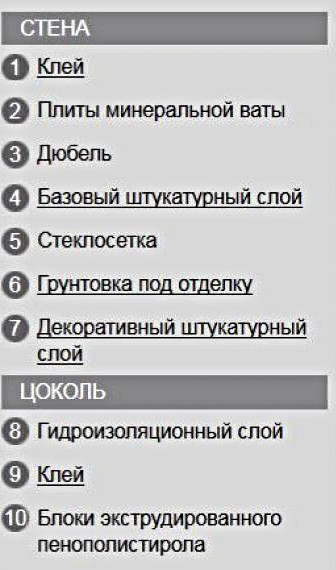 СТЕНА
1 Клей
2 Плиты минеральной ваты
3 Дюбель
4 Базовый штукатурный слой
5 Стеклосетка
6 Грунтовка под отделку
7 Декоративный штукатурный
слой
ЦОКОЛЬ
8 Гидроизоляционный слой
9 Клей
10 Блоки экструдированного
пенополистирола